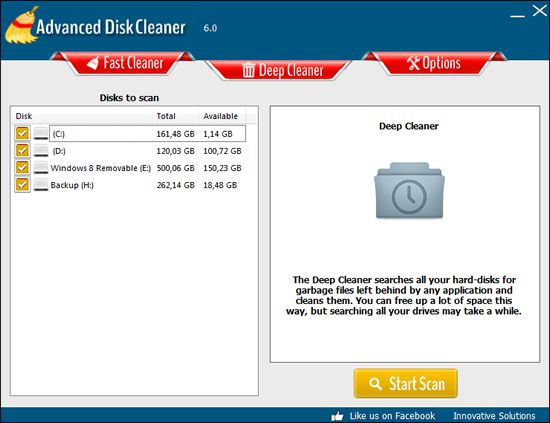 Advanced Disk Cleaner 6.0
Fast Cleaner
Deep Cleaner
Options
Disks to scan
Disk Total Available
(C:) 161,48 GB 1,14 GB
(D:) 120,03 GB 100,72 GB
Windows 8 Removable (E:) 500,06 GB 150,23 GB
Backup (H:) 262,14 GB 18,48 GB
Deep Cleaner
The Deep Cleaner searches all your hard-disks for
garbage files left behind by any application and
cleans them. You can free up a lot of space this
way, but searching all your drives may take a while.
Start Scan
Like us on Facebook Innovative Solutions